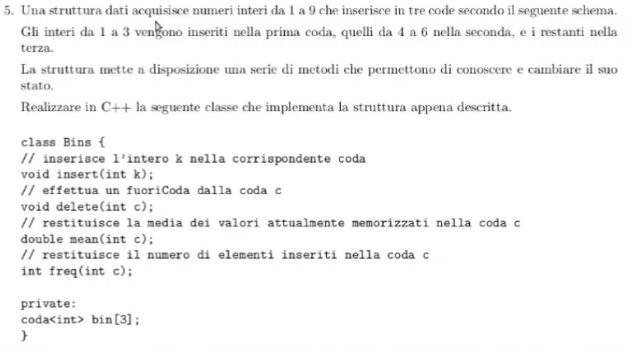 5. Una struttura dati acquisisce numeri interi da 1 a 9 che inserisce in tre code secondo il seguente schema.
Gli interi da 1 a 3 vengono inseriti nella prima coda, quelli da 4 a 6 nella seconda, e i restanti nella
terza.
La struttura mette a disposizione una serie di metodi che permettono di conoscere e cambiare il suo
stato.
Realizzare in C++ la seguente classe che implementa la struttura appena descritta.
class Bins {
// inserisce l'intero k nella corrispondente coda
void insert(int k);
// effettua un fuoriCoda dalla coda c
void delete(int c);
// restituisce la media dei valori attualmente memorizzati nella coda c
double mean(int c);
// restituisce il numero di elementi inseriti nella coda c
int freq(int c);
private:
coda<int> bin[3];
}